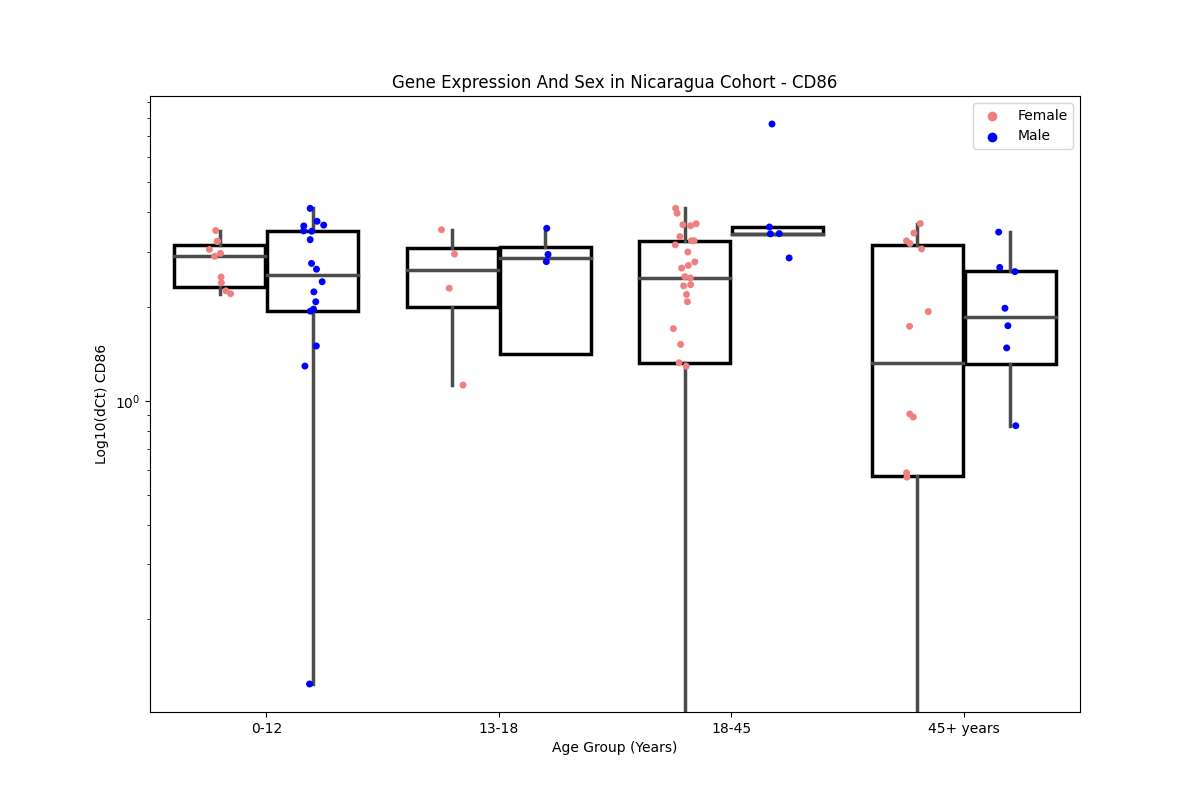 Gene Expression And Sex in Nicaragua Cohort - CD86
Female
Male
Log10(dCt) CD86
10⁰
0-12
13-18
18-45
45+ years
Age Group (Years)